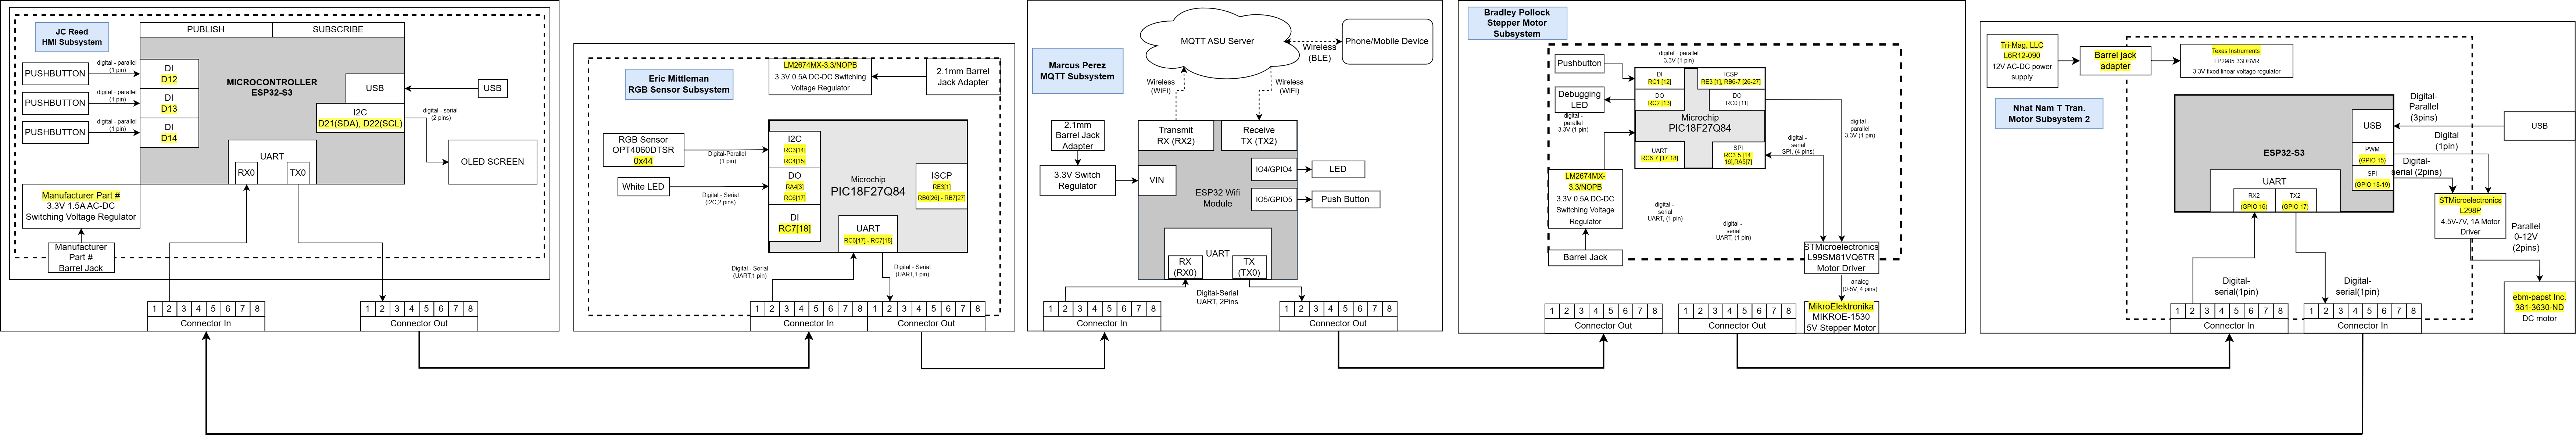 JC Reed
HMI Subsystem
PUBLISH
SUBSCRIBE
PUSHBUTTON
digital - parallel
(1 pin)
DI
D12
PUSHBUTTON
digital - parallel
(1 pin)
DI
D13
PUSHBUTTON
digital - parallel
(1 pin)
DI
D14
MICROCONTROLLER
ESP32-S3
USB
USB
I2C
D21(SDA), D22(SCL)
digital - serial
(2 pins)
OLED SCREEN
UART
RX0
TX0
Manufacturer Part #
3.3V 1.5A AC-DC
Switching Voltage Regulator
Manufacturer
Part #
Barrel Jack
1 2 3 4 5 6 7 8
Connector In
1 2 3 4 5 6 7 8
Connector Out
Eric Mittleman
RGB Sensor Subsystem
LM2674MX-3.3/NOPB
3.3V 0.5A DC-DC Switching
Voltage Regulator
2.1mm Barrel
Jack Adapter
RGB Sensor
OPT4060DTSR
0x44
Digital-Parallel
(1 pin)
White LED
Digital - Serial
(I2C,2 pins)
I2C
RC3[14]
RC4[15]
DO
RA4[3]
RC6[17]
DI
RC7[18]
Microchip
PIC18F27Q84
ISCP
RE3[1]
RB6[26] - RB7[27]
UART
RC6[17] - RC7[18]
Digital - Serial
(UART,1 pin)
Digital - Serial
(UART,1 pin)
1 2 3 4 5 6 7 8
Connector In
1 2 3 4 5 6 7 8
Connector Out
Marcus Perez
MQTT Subsystem
MQTT ASU Server
Wireless
(BLE)
Phone/Mobile Device
Wireless
(WiFi)
Wireless
(WiFi)
2.1mm
Barrel Jack
Adapter
3.3V Switch
Regulator
Transmit
RX (RX2)
Receive
TX (TX2)
VIN
IO4/GPIO4
LED
ESP32 Wifi
Module
IO5/GPIO5
Push Button
UART
RX
(RX0)
TX
(TX0)
Digital-Serial
UART, 2Pins
1 2 3 4 5 6 7 8
Connector In
1 2 3 4 5 6 7 8
Connector Out
Bradley Pollock
Stepper Motor
Subsystem
Pushbutton
digital - parallel
3.3V (1 pin)
Debugging
LED
digital -
parallel
3.3V (1 pin)
DI
RC1 [12]
ICSP
RE3 [1], RB6-7 [26-27]
DO
RC2 [13]
DO
RC0 [11]
Microchip
PIC18F27Q84
UART
RC6-7 [17-18]
SPI
RC3-5 [14-
16],RA5[7]
digital -
serial
SPI, (4 pins)
digital -
parallel
3.3V (1 pin)
LM2674MX-
3.3/NOPB
3.3V 0.5A DC-DC
Switching Voltage
Regulator
Barrel Jack
digital -
serial
UART, (1 pin)
digital -
serial
UART, (1 pin)
STMicroelectronics
L99SM81VQ6TR
Motor Driver
analog
(0-5V, 4 pins)
MikroElektronika
MIKROE-1530
5V Stepper Motor
1 2 3 4 5 6 7 8
Connector Out
1 2 3 4 5 6 7 8
Connector Out
Tri-Mag, LLC
L6R12-090
12V AC-DC power
supply
Barrel jack
adapter
Texas Instruments
LP2985-33DBVR
3.3V fixed linear voltage regulator
Nhat Nam T Tran.
Motor Subsystem 2
ESP32-S3
USB
Digital-
Parallel
(3pins)
USB
PWM
(GPIO 15)
Digital
(1pin)
SPI
(GPIO 18-19)
Digital-
serial (2pins)
UART
RX2
(GPIO 16)
TX2
(GPIO 17)
STMicroelectronics
L298P
4.5V-7V, 1A Motor
Driver
Parallel
0-12V
(2pins)
ebm-papst Inc.
381-3630-ND
DC motor
Digital-
serial(1pin)
Digital-
serial(1pin)
1 2 3 4 5 6 7 8
Connector In
1 2 3 4 5 6 7 8
Connector In